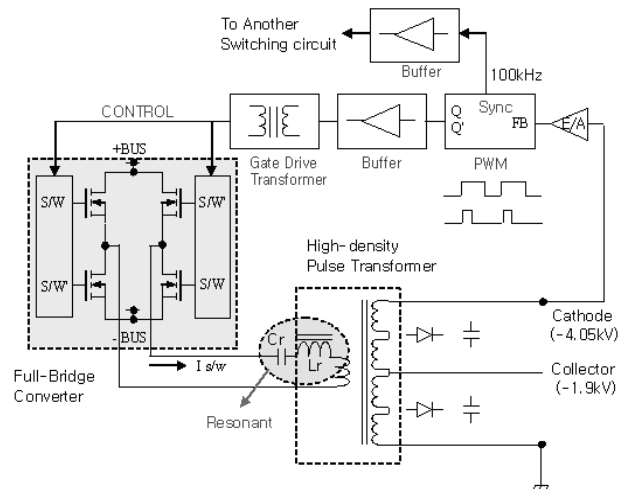 To Another
Switching circuit
Buffer
100kHz
CONTROL
Gate Drive
Transformer
Buffer
Q
Q'
Sync
FB
PWM
E/A
+BUS
S/W
S/W'
S/W
S/W'
- BUS
I s/w
Full-Bridge
Converter
High-density
Pulse Transformer
Cr
Lr
Resonant
Cathode
(-4.05kV)
Collector
(-1.9kV)